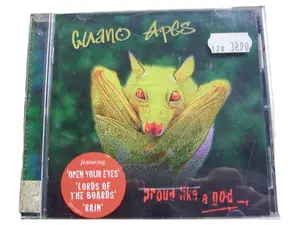 Guano Apes
12X 3290
featuring
'OPEN YOUR EYES'
'LORDS OF
THE BOARDS'
'RAIN'
proud like a god